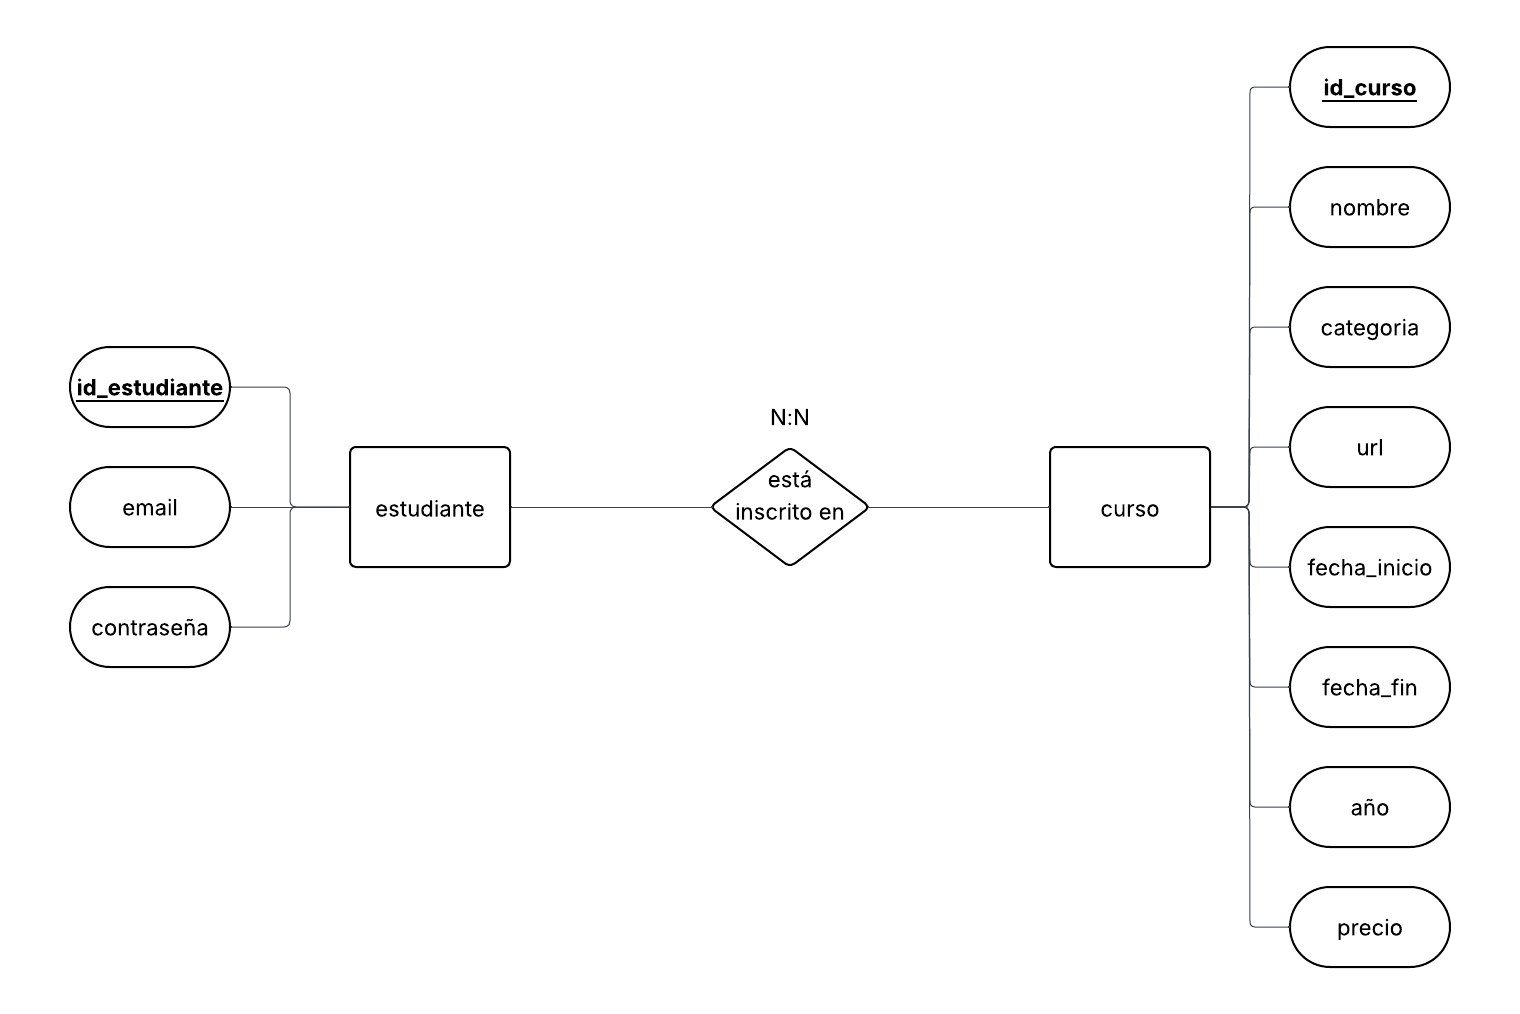 id_estudiante
email
contraseña
estudiante
N:N
está
inscrito en
curso
id_curso
nombre
categoria
url
fecha_inicio
fecha_fin
año
precio